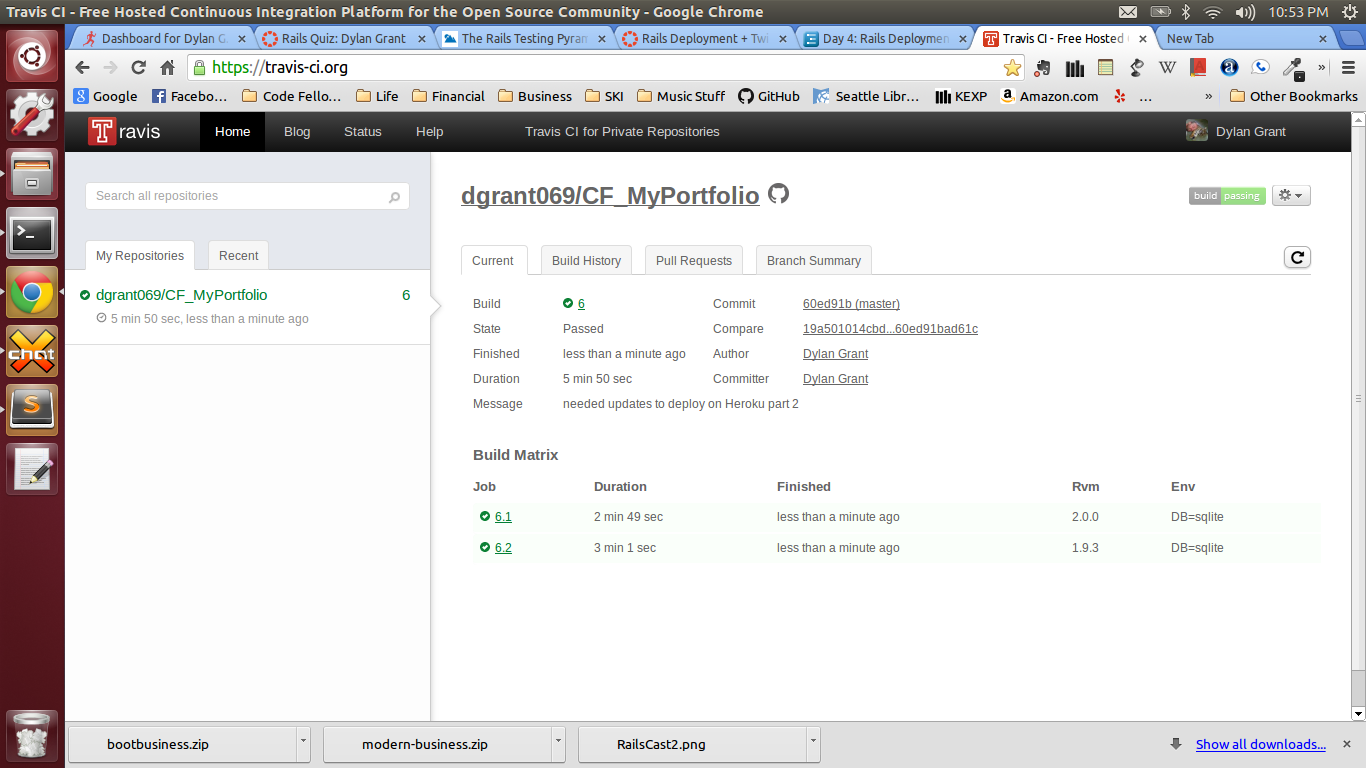 Travis CI - Free Hosted Continuous Integration Platform for the Open Source Community - Google Chrome 10:53 PM
Dashboard for Dylan G Rails Quiz: Dylan Grant The Rails Testing Pyram Rails Deployment + Twi Day 4: Rails Deploymen Travis CI - Free Hosted New Tab
https://travis-ci.org
Google Facebo... Code Fello... Life Financial Business SKI Music Stuff GitHub Seattle Libr... KEXP Amazon.com ... » Other Bookmarks
Travis Home Blog Status Help Travis CI for Private Repositories Dylan Grant
Search all repositories
My Repositories Recent
dgrant069/CF_MyPortfolio 6
5 min 50 sec, less than a minute ago
dgrant069/CF_MyPortfolio build passing
Current Build History Pull Requests Branch Summary
Build 6 Commit 60ed91b (master)
State Passed Compare 19a501014cbd...60ed91bad61c
Finished less than a minute ago Author Dylan Grant
Duration 5 min 50 sec Committer Dylan Grant
Message needed updates to deploy on Heroku part 2
Build Matrix
Job Duration Finished Rvm Env
6.1 2 min 49 sec less than a minute ago 2.0.0 DB=sqlite
6.2 3 min 1 sec less than a minute ago 1.9.3 DB=sqlite
xchat
bootbusiness.zip modern-business.zip RailsCast2.png Show all downloads...